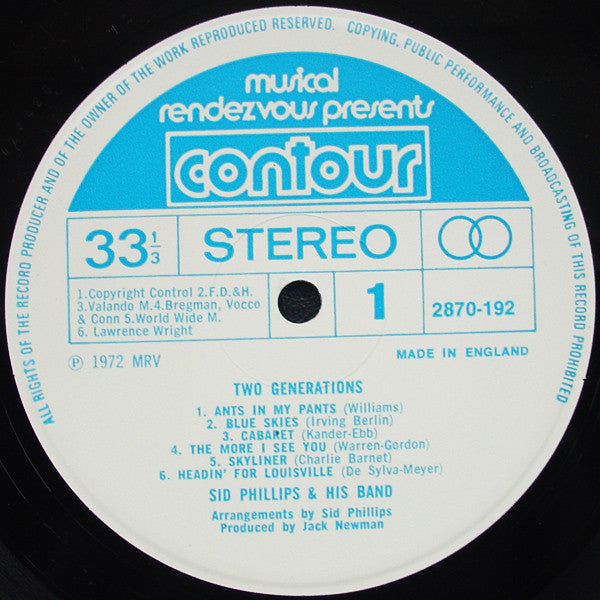 ALL RIGHTS OF THE RECORD PRODUCER AND OF THE OWNER OF THE WORK REPRODUCED RESERVED. COPYING, PUBLIC PERFORMANCE AND BROADCASTING OF THIS RECORD PROHIBITED
musical
rendezvous presents
contour
33 1/3 STEREO
1.Copyright Control 2.F.D.&H.
3.Valando M.4.Bregman, Vocco
& Conn 5.World Wide M.
6. Lawrence Wright
1
2870-192
℗ 1972 MRV
MADE IN ENGLAND
TWO GENERATIONS
1. ANTS IN MY PANTS (Williams)
2. BLUE SKIES (Irving Berlin)
3. CABARET (Kander-Ebb)
4. THE MORE I SEE YOU (Warren-Gordon)
5. SKYLINER (Charlie Barnet)
6. HEADIN' FOR LOUISVILLE (De Sylva-Meyer)
SID PHILLIPS & HIS BAND
Arrangements by Sid Phillips
Produced by Jack Newman